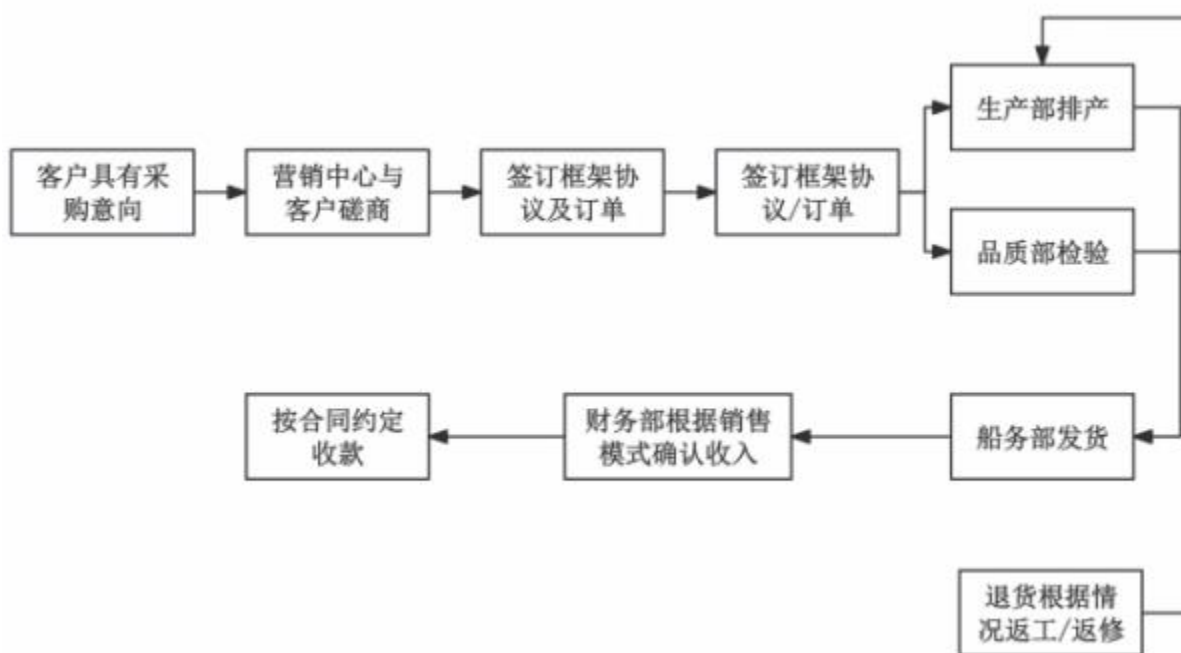 生产部排产
客户具有采
购意向
营销中心与
客户磋商
签订框架协
议及订单
签订框架协
议/订单
品质部检验
按合同约定
收款
财务部根据销售
模式确认收入
船务部发货
退货根据情
况返工/返修